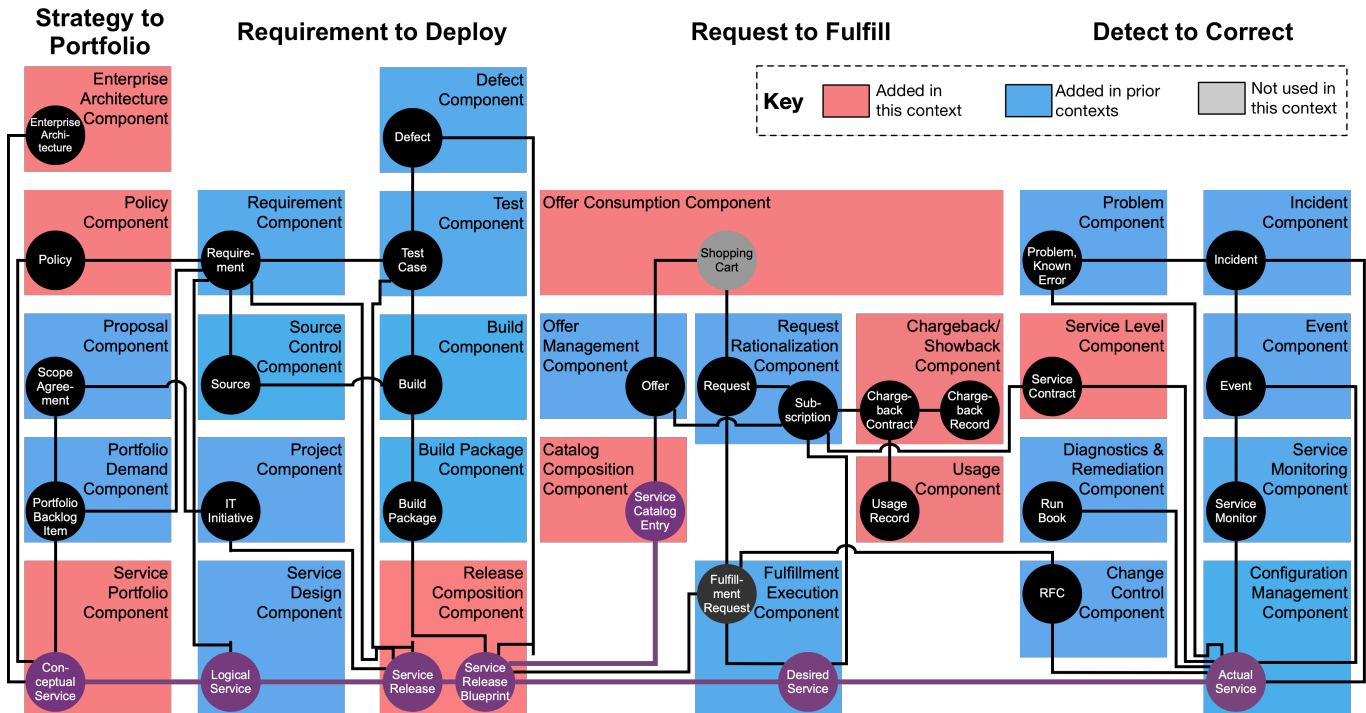 Strategy to
Portfolio
Requirement to Deploy
Request to Fulfill
Detect to Correct
Key
Added in
this context
Added in prior
contexts
Not used in
this context
Enterprise
Architecture
Component
Enterprise
Archi-
tecture
Defect
Component
Defect
Policy
Component
Policy
Requirement
Component
Require-
ment
Test
Component
Test
Case
Offer Consumption Component
Shopping
Cart
Problem
Component
Problem,
Known
Error
Incident
Component
Incident
Proposal
Component
Scope
Agree-
ment
Source
Control
Component
Source
Build
Component
Build
Offer
Management
Component
Offer
Request
Rationalization
Component
Request
Sub-
scription
Chargeback/
Showback
Component
Charge-
back
Contract
Charge-
back
Record
Service Level
Component
Service
Contract
Event
Component
Event
Portfolio
Demand
Component
Portfolio
Backlog
Item
Project
Component
IT
Initiative
Build Package
Component
Build
Package
Catalog
Composition
Component
Service
Catalog
Entry
Usage
Component
Usage
Record
Diagnostics &
Remediation
Component
Run
Book
Service
Monitoring
Component
Service
Monitor
Service
Portfolio
Component
Con-
ceptual
Service
Service
Design
Component
Logical
Service
Release
Composition
Component
Service
Release
Service
Release
Blueprint
Fulfillment
Execution
Component
Fulfill-
ment
Request
Desired
Service
Change
Control
Component
RFC
Configuration
Management
Component
Actual
Service